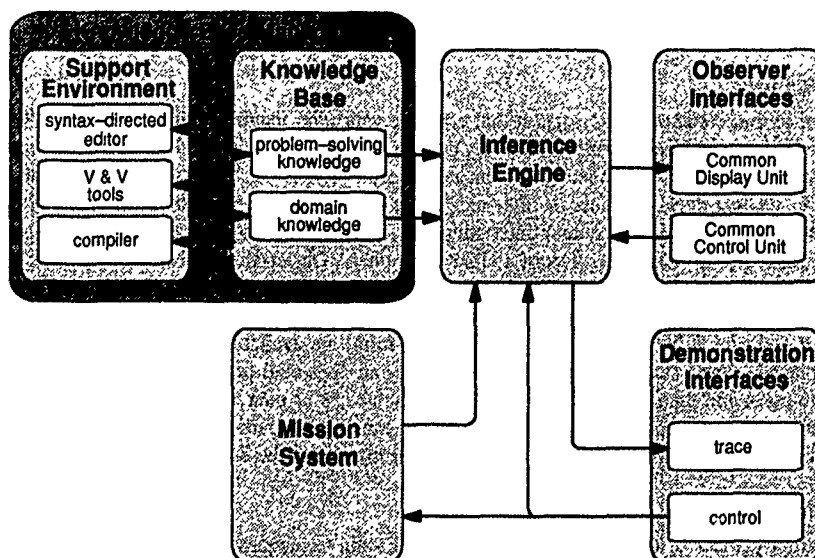 Support
Environment
syntax-directed
editor
V & V
tools
compiler
Knowledge
Base
problem-solving
knowledge
domain
knowledge
Inference
Engine
Observer
Interfaces
Common
Display Unit
Common
Control Unit
Mission
System
Demonstration
Interfaces
trace
control